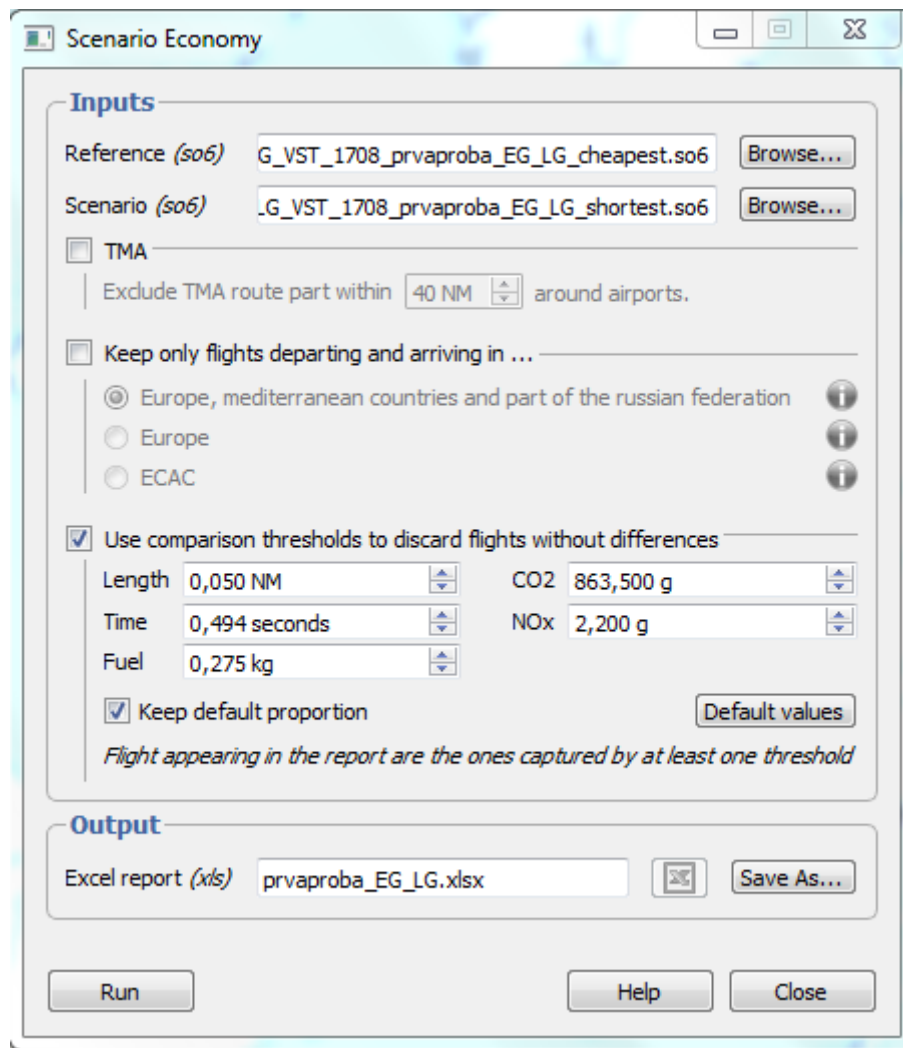 Scenario Economy
Inputs
Reference (so6) G_VST_1708_prvaproba_EG_LG_cheapest.so6 Browse...
Scenario (so6) .G_VST_1708_prvaproba_EG_LG_shortest.so6 Browse...
TMA
Exclude TMA route part within 40 NM around airports.
Keep only flights departing and arriving in ...
Europe, mediterranean countries and part of the russian federation
Europe
ECAC
Use comparison thresholds to discard flights without differences
Length 0,050 NM CO2 863,500 g
Time 0,494 seconds NOx 2,200 g
Fuel 0,275 kg
Keep default proportion Default values
Flight appearing in the report are the ones captured by at least one threshold
Output
Excel report (xls) prvaproba_EG_LG.xlsx Save As...
Run Help Close